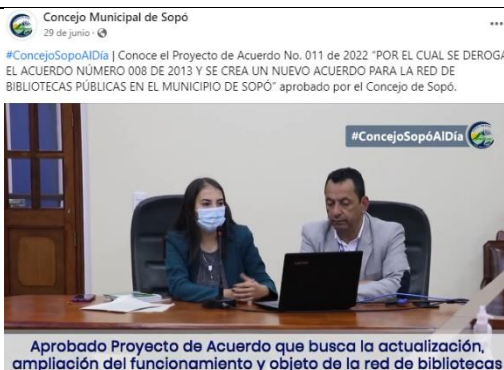 Concejo Municipal de Sopó
29 de junio ·
#ConcejoSopoAlDía | Conoce el Proyecto de Acuerdo No. 011 de 2022 "POR EL CUAL SE DEROGA
EL ACUERDO NÚMERO 008 DE 2013 Y SE CREA UN NUEVO ACUERDO PARA LA RED DE
BIBLIOTECAS PÚBLICAS EN EL MUNICIPIO DE SOPÓ" aprobado por el Concejo de Sopó.
#ConcejoSopóAlDía
Aprobado Proyecto de Acuerdo que busca la actualización,
ampliación del funcionamiento y objeto de la red de bibliotecas